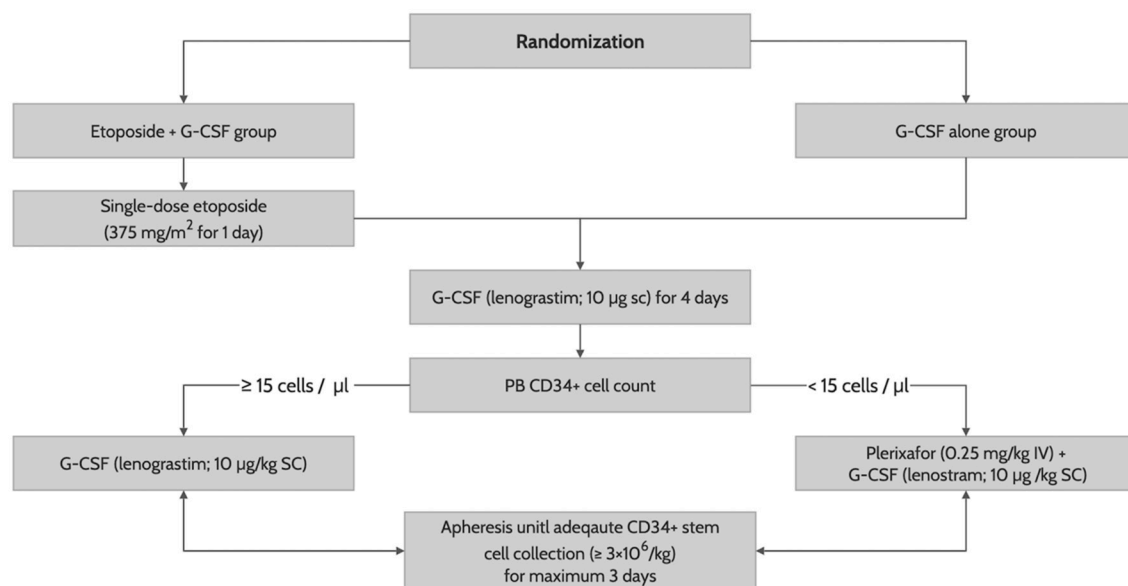 Randomization
Etoposide + G-CSF group
G-CSF alone group
Single-dose etoposide
(375 mg/m² for 1 day)
G-CSF (lenograstim; 10 µg sc) for 4 days
≥ 15 cells / µl
PB CD34+ cell count
< 15 cells / µl
G-CSF (lenograstim; 10 µg/kg SC)
Plerixafor (0.25 mg/kg IV) +
G-CSF (lenostram; 10 µg /kg SC)
Apheresis unitl adeqaute CD34+ stem
cell collection (≥ 3×10⁶/kg)
for maximum 3 days